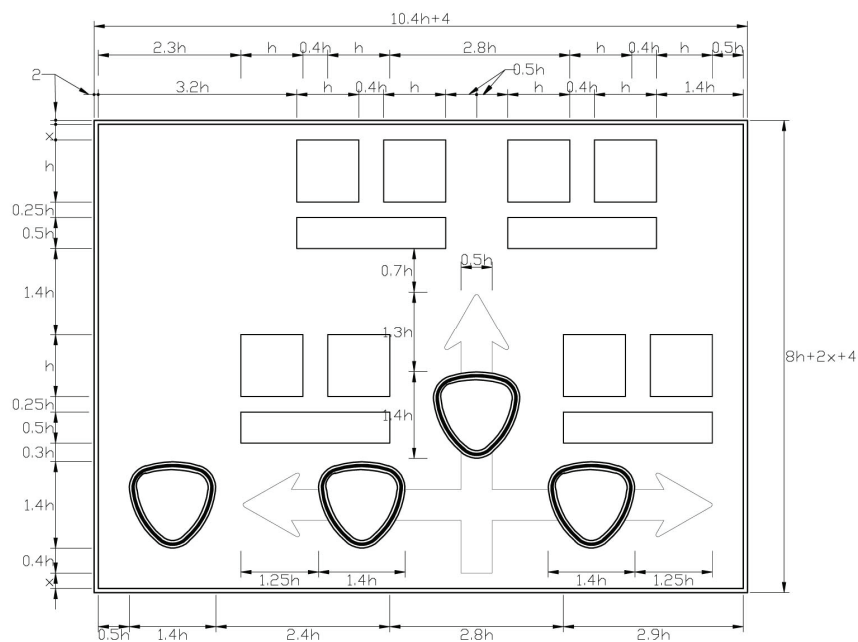 10.4h+4
2.3h h 0.4h h 2.8h h 0.4h h 0.5h
2 0.5h
3.2h h 0.4h h h 0.4h h 1.4h
x
h
0.25h
0.5h
0.7h 0.5h
1.4h
1.3h
h
8h+2x+4
0.25h
1.4h
0.5h
0.3h
1.4h
0.4h
1.25h 1.4h 1.4h 1.25h
x
0.5h 1.4h 2.4h 2.8h 2.9h